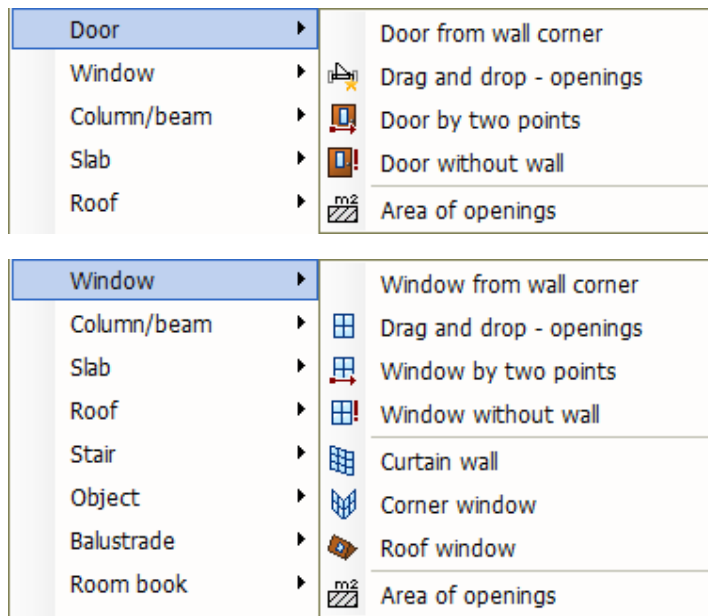 Door
Window
Column/beam
Slab
Roof
Door from wall corner
Drag and drop - openings
Door by two points
Door without wall
m2
Area of openings
Window
Column/beam
Slab
Roof
Stair
Object
Balustrade
Room book
Window from wall corner
Drag and drop - openings
Window by two points
Window without wall
Curtain wall
Corner window
Roof window
m2
Area of openings